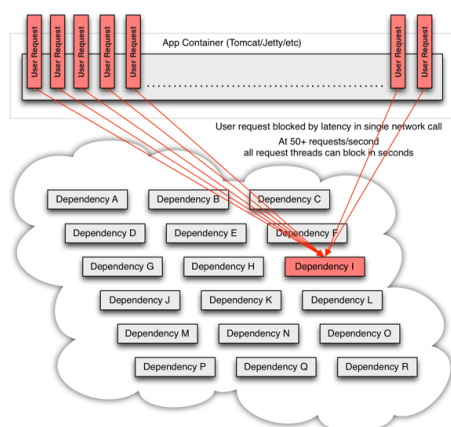 User Request
User Request
User Request
User Request
User Request
User Request
User Request
App Container (Tomcat/Jetty/etc)
User request blocked by latency in single network call
At 50+ requests/second
all request threads can block in seconds
Dependency A
Dependency B
Dependency C
Dependency D
Dependency E
Dependency F
Dependency G
Dependency H
Dependency I
Dependency J
Dependency K
Dependency L
Dependency M
Dependency N
Dependency O
Dependency P
Dependency Q
Dependency R